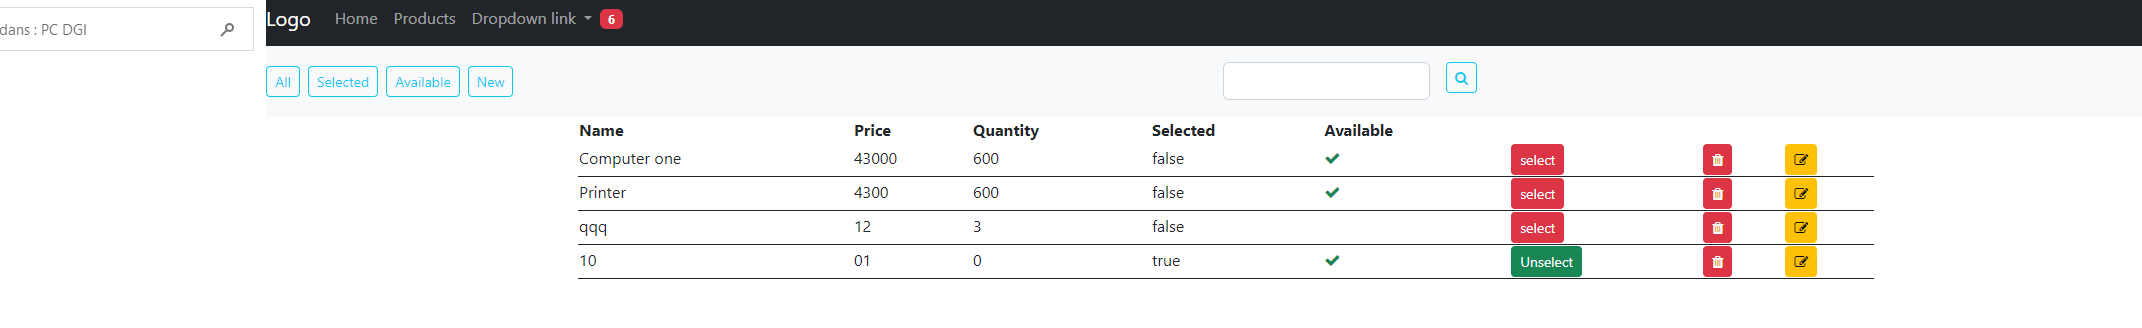 dans : PC DGI
Logo Home Products Dropdown link 6
All Selected Available New
Name Price Quantity Selected Available
Computer one 43000 600 false select
Printer 4300 600 false select
qqq 12 3 false select
10 01 0 true Unselect